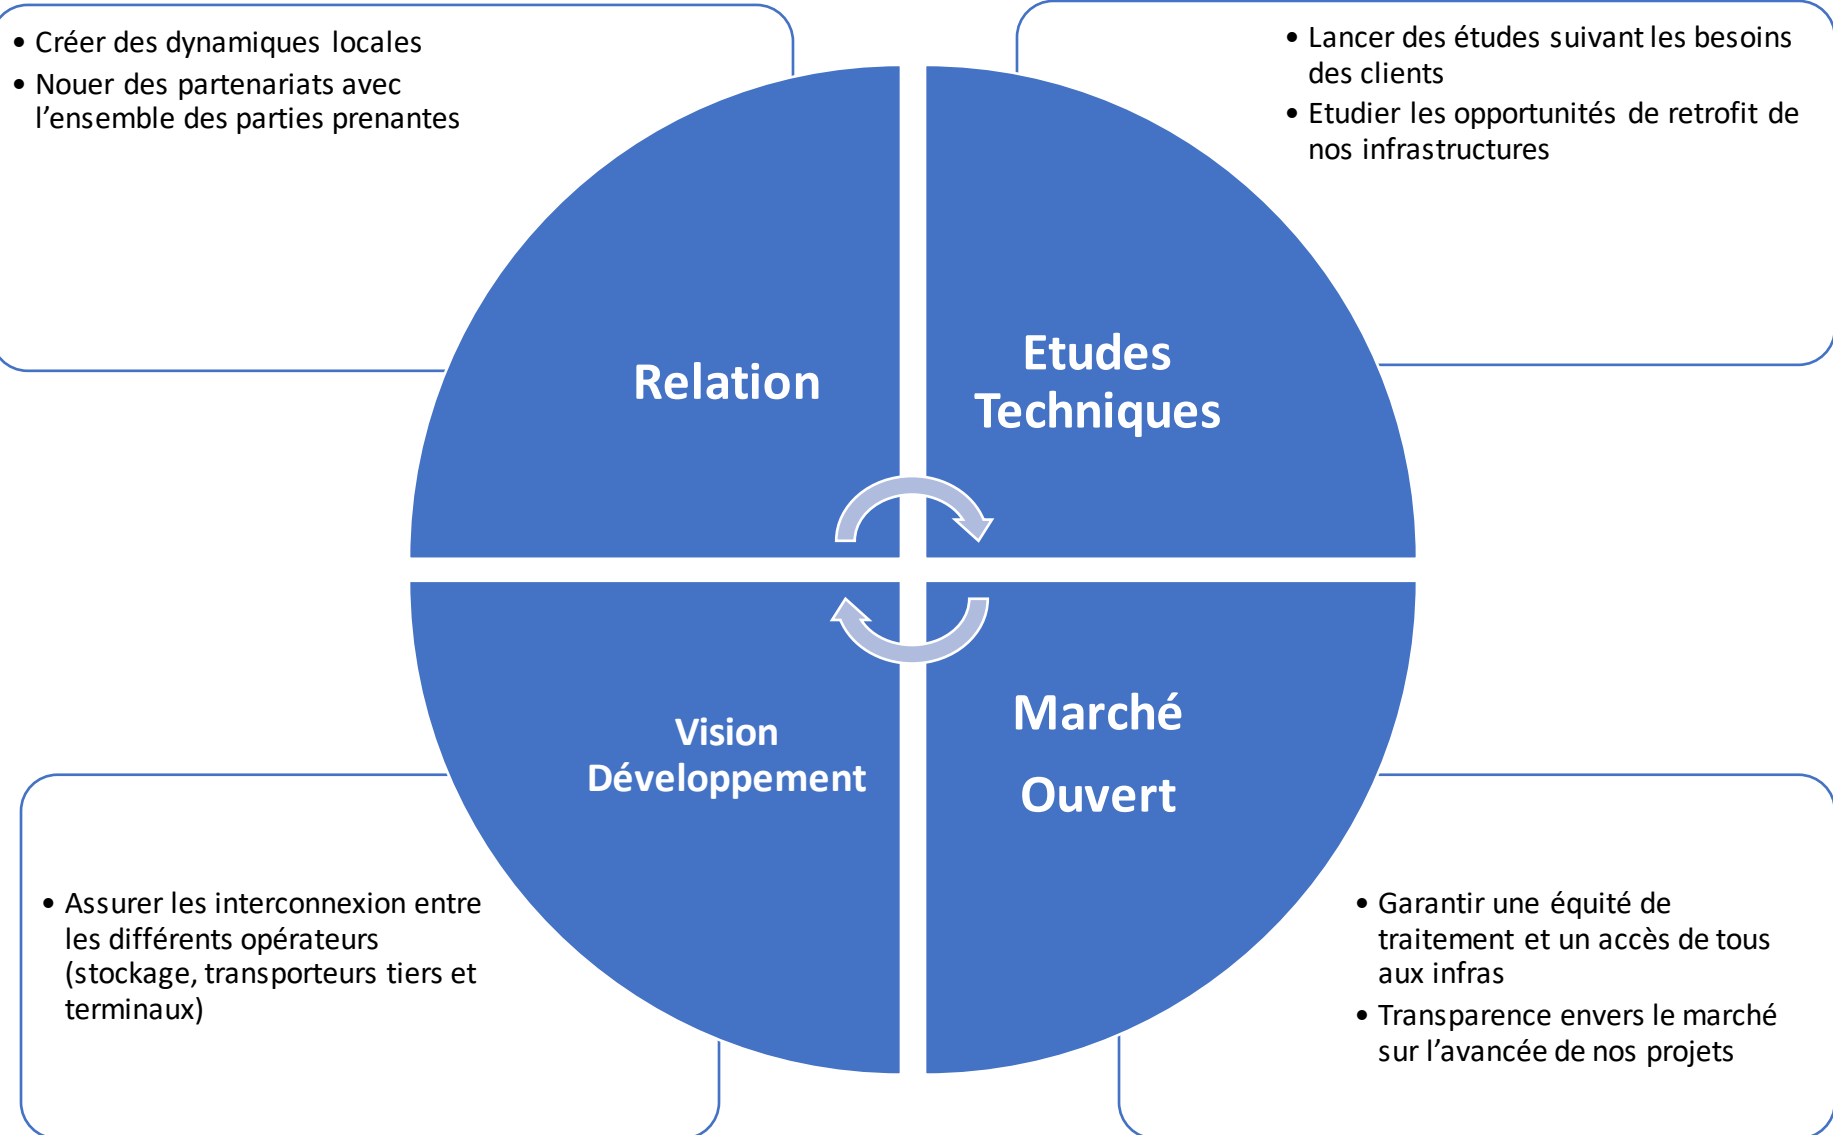 • Créer des dynamiques locales
• Nouer des partenariats avec
l’ensemble des parties prenantes
• Lancer des études suivant les besoins
des clients
• Etudier les opportunités de retrofit de
nos infrastructures
Relation
Etudes
Techniques
Vision
Développement
Marché
Ouvert
• Assurer les interconnexion entre
les différents opérateurs
(stockage, transporteurs tiers et
terminaux)
• Garantir une équité de
traitement et un accès de tous
aux infras
• Transparence envers le marché
sur l’avancée de nos projets